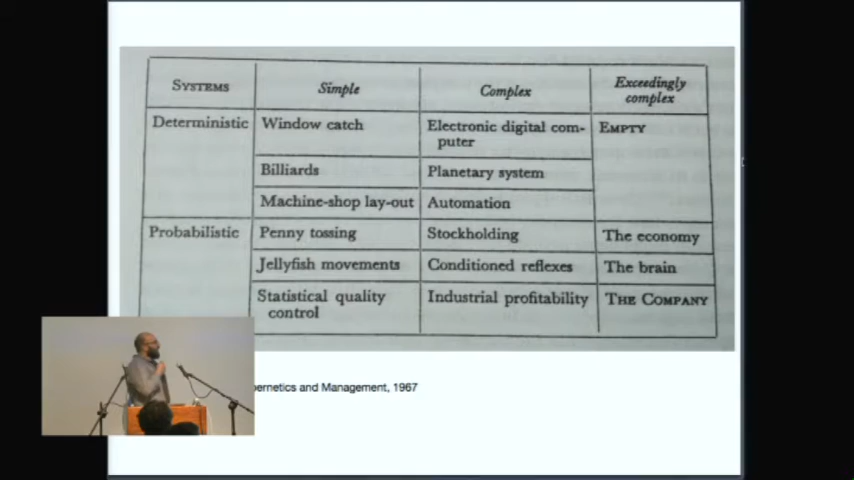 SYSTEMS Simple Complex Exceedingly complex
Deterministic Window catch Electronic digital com-puter EMPTY
Billiards Planetary system
Machine-shop lay-out Automation
Probabilistic Penny tossing Stockholding The economy
Jellyfish movements Conditioned reflexes The brain
Statistical quality control Industrial profitability THE COMPANY
and Management, 1967